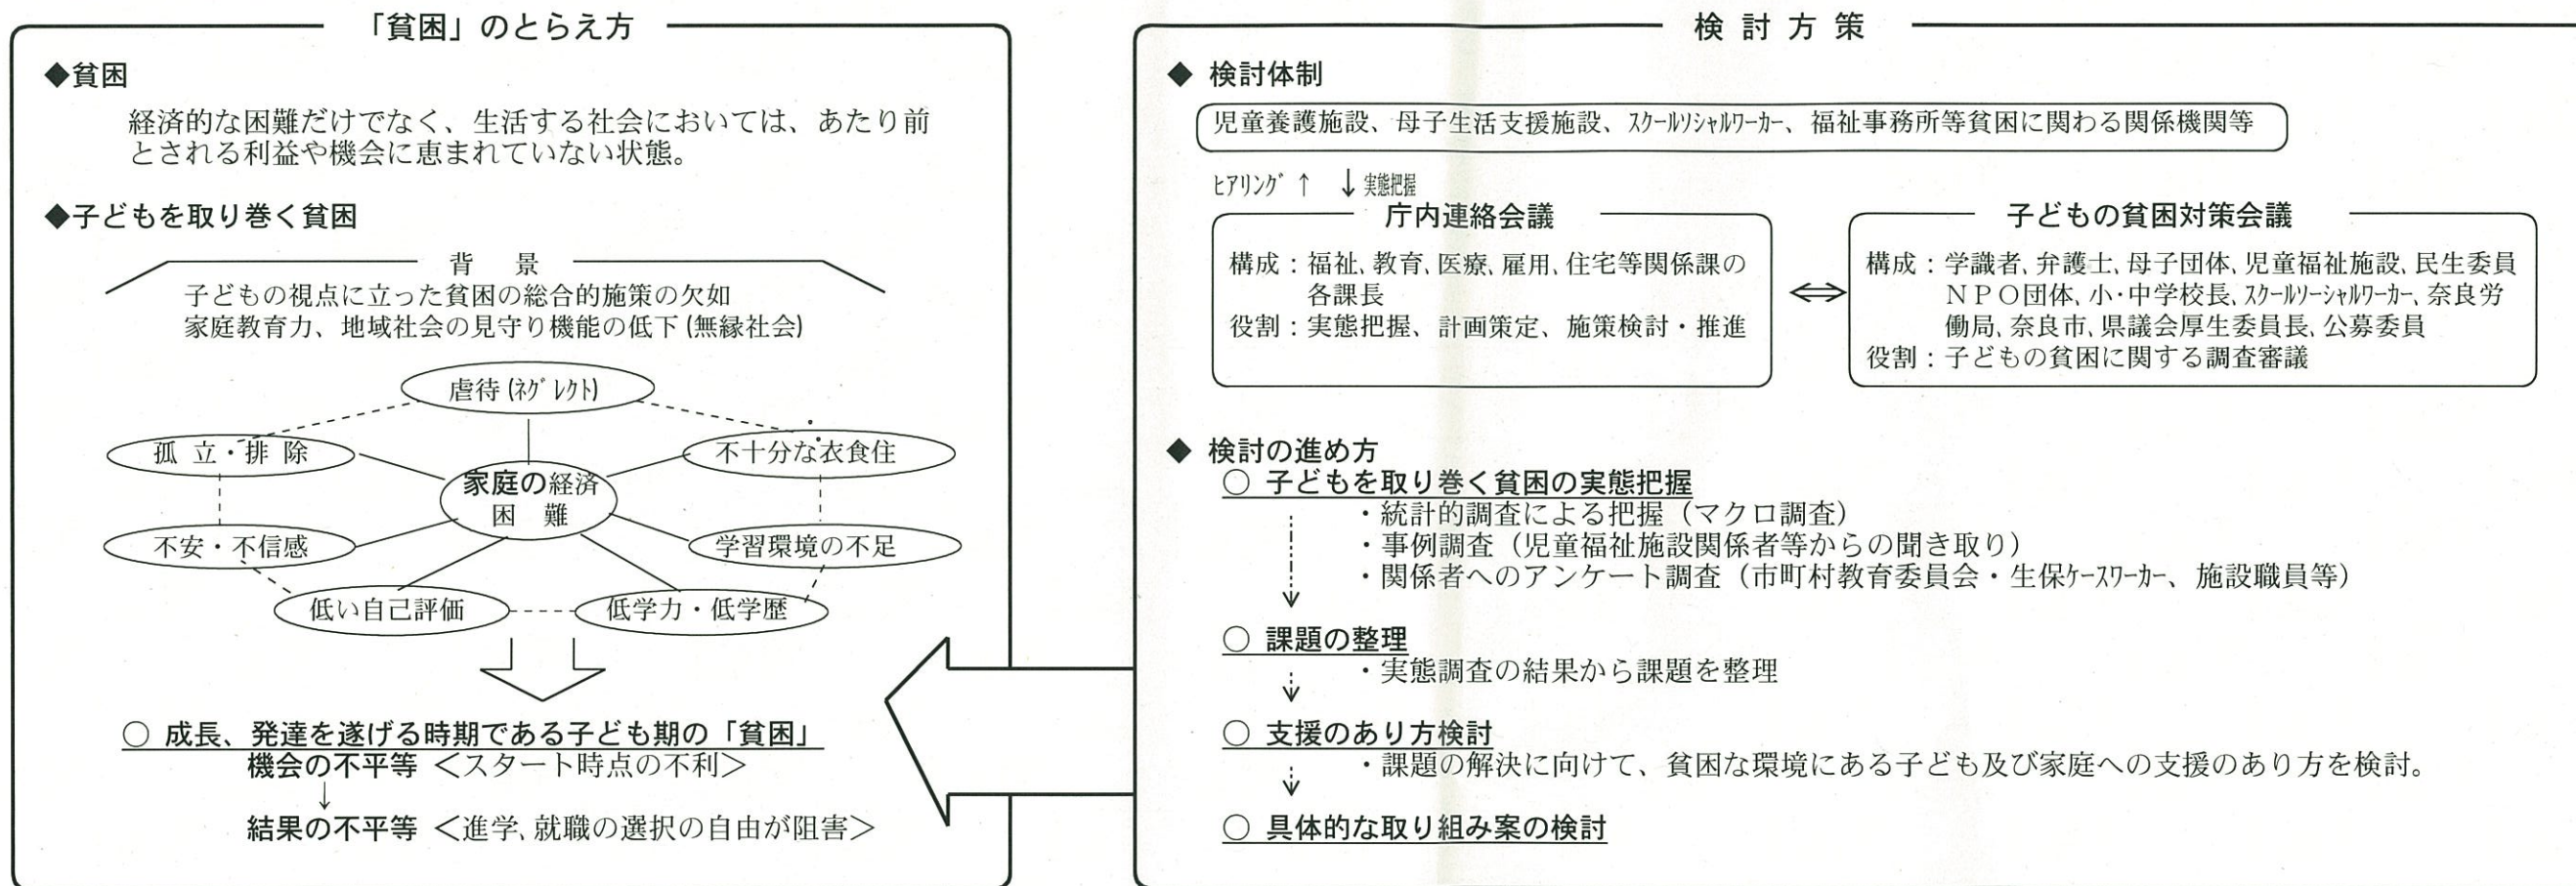 「貧困」のとらえ方
◆貧困
経済的な困難だけでなく、生活する社会においては、あたり前
とされる利益や機会に恵まれていない状態。
◆子どもを取り巻く貧困
背 景
子どもの視点に立った貧困の総合的施策の欠如
家庭教育力、地域社会の見守り機能の低下(無縁社会)
虐待(ﾈｸﾞﾚｸﾄ)
孤 立・排 除
不十分な衣食住
家庭の経済
困 難
不安・不信感
学習環境の不足
低い自己評価
低学力・低学歴
○ 成長、発達を遂げる時期である子ども期の「貧困」
機会の不平等 ＜スタート時点の不利＞
↓
結果の不平等 ＜進学､就職の選択の自由が阻害＞
検 討 方 策
◆ 検討体制
児童養護施設、母子生活支援施設、ｽｸｰﾙｿｼｬﾙﾜｰｶｰ、福祉事務所等貧困に関わる関係機関等
ﾋｱﾘﾝｸﾞ ↑ ↓実態把握
庁内連絡会議
構成：福祉､教育､医療､雇用､住宅等関係課の
各課長
役割：実態把握、計画策定、施策検討・推進
⇔
子どもの貧困対策会議
構成：学識者､弁護士､母子団体､児童福祉施設､民生委員
ＮＰＯ団体､小･中学校長､ｽｸｰﾙｿｰｼｬﾙﾜｰｶｰ､奈良労
働局､奈良市､県議会厚生委員長､公募委員
役割：子どもの貧困に関する調査審議
◆ 検討の進め方
○ 子どもを取り巻く貧困の実態把握
・統計的調査による把握（マクロ調査）
・事例調査（児童福祉施設関係者等からの聞き取り）
・関係者へのアンケート調査（市町村教育委員会・生保ｹｰｽﾜｰｶｰ、施設職員等）
○ 課題の整理
・実態調査の結果から課題を整理
○ 支援のあり方検討
・課題の解決に向けて、貧困な環境にある子ども及び家庭への支援のあり方を検討。
○ 具体的な取り組み案の検討